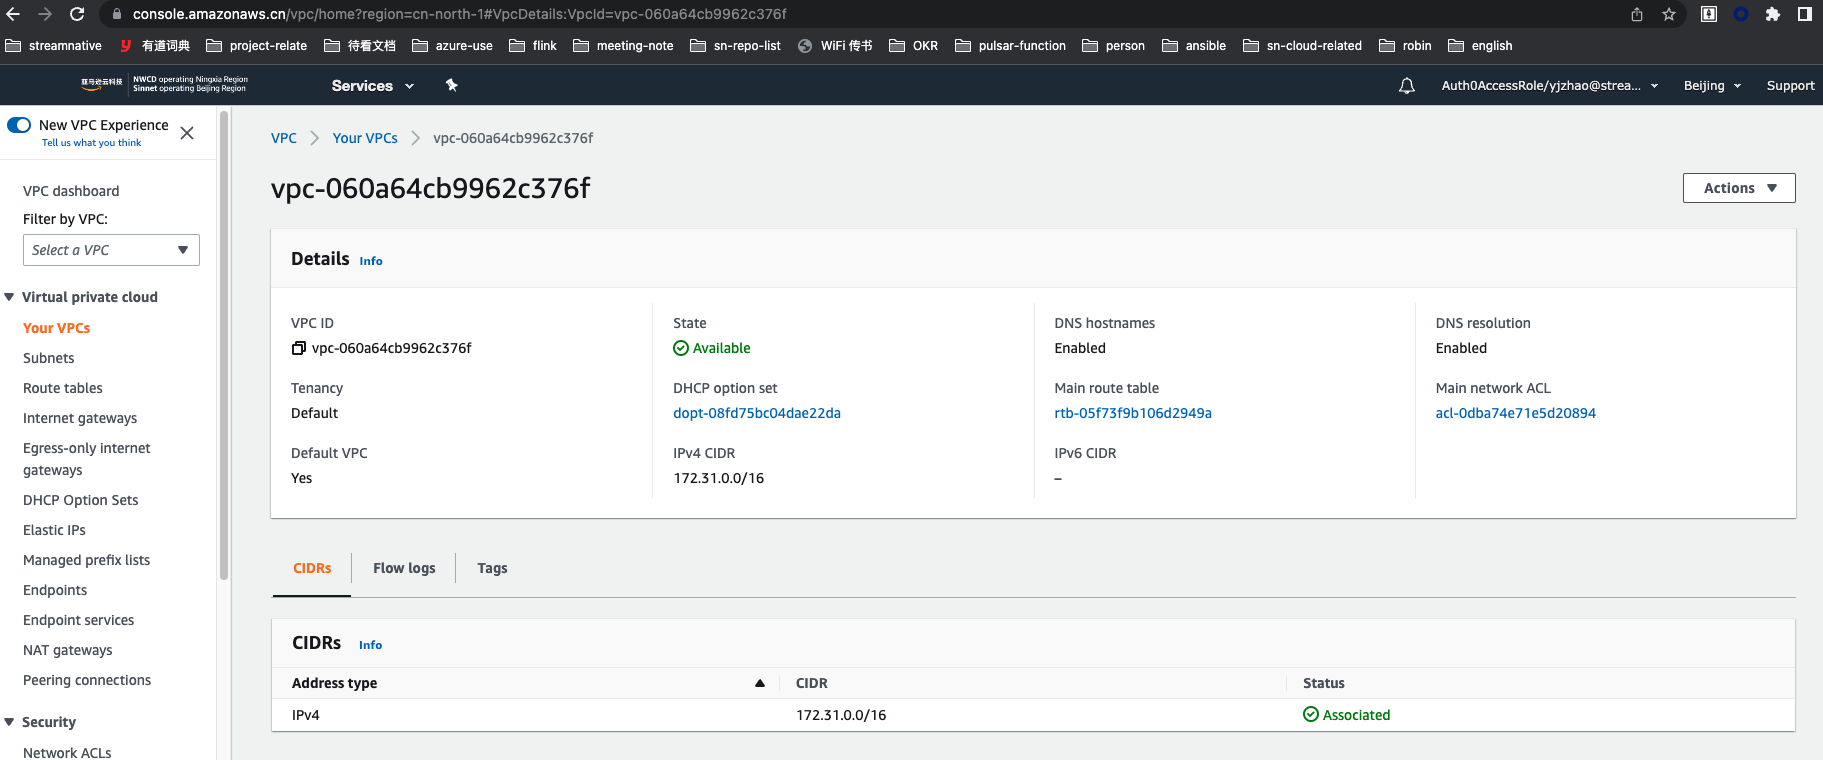 console.amazonaws.cn/vpc/home?region=cn-north-1#VpcDetails:VpcId=vpc-060a64cb9962c376f
streamnative 有道词典 project-relate 待看文档 azure-use flink meeting-note sn-repo-list WiFi 传书 OKR pulsar-function person ansible sn-cloud-related robin english
亚马逊云科技 NWCD operating Ningxia Region
Sinnet operating Beijing Region
Services
Auth0AccessRole/yjzhao@strea... Beijing Support
New VPC Experience
Tell us what you think
VPC dashboard
Filter by VPC:
Select a VPC
Virtual private cloud
Your VPCs
Subnets
Route tables
Internet gateways
Egress-only internet
gateways
DHCP Option Sets
Elastic IPs
Managed prefix lists
Endpoints
Endpoint services
NAT gateways
Peering connections
Security
Network ACLs
VPC Your VPCs vpc-060a64cb9962c376f
vpc-060a64cb9962c376f
Actions
Details Info
VPC ID State DNS hostnames DNS resolution
vpc-060a64cb9962c376f Available Enabled Enabled
Tenancy DHCP option set Main route table Main network ACL
Default dopt-08fd75bc04dae22da rtb-05f73f9b106d2949a acl-0dba74e71e5d20894
Default VPC IPv4 CIDR IPv6 CIDR
Yes 172.31.0.0/16 –
CIDRs Flow logs Tags
CIDRs Info
Address type CIDR Status
IPv4 172.31.0.0/16 Associated